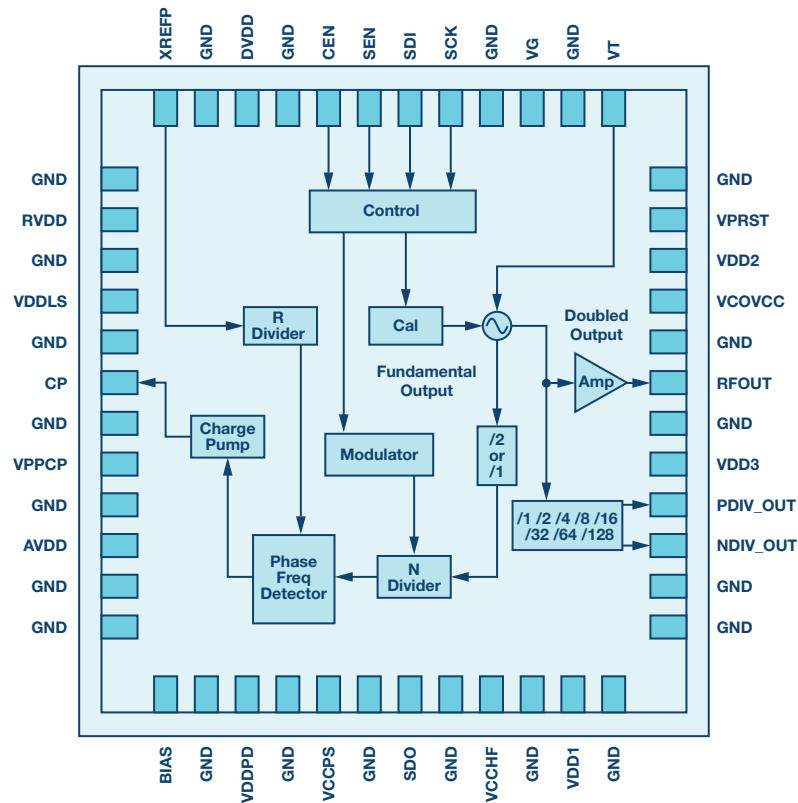 XREFP
GND
DVDD
GND
CEN
SEN
SDI
SCK
GND
VG
GND
VT
GND
RVDD
GND
VDDLS
GND
CP
GND
VPPCP
GND
AVDD
GND
GND
GND
VPRST
VDD2
VCOVCC
GND
RFOUT
GND
VDD3
PDIV_OUT
NDIV_OUT
GND
GND
Control
R
Divider
Cal
Doubled
Output
Fundamental
Output
Amp
Charge
Pump
Modulator
/2
or
/1
/1 /2 /4 /8 /16
/32 /64 /128
Phase
Freq
Detector
N
Divider
BIAS
GND
VDDPD
GND
VCCPS
GND
SDO
GND
VCCHF
GND
VDD1
GND